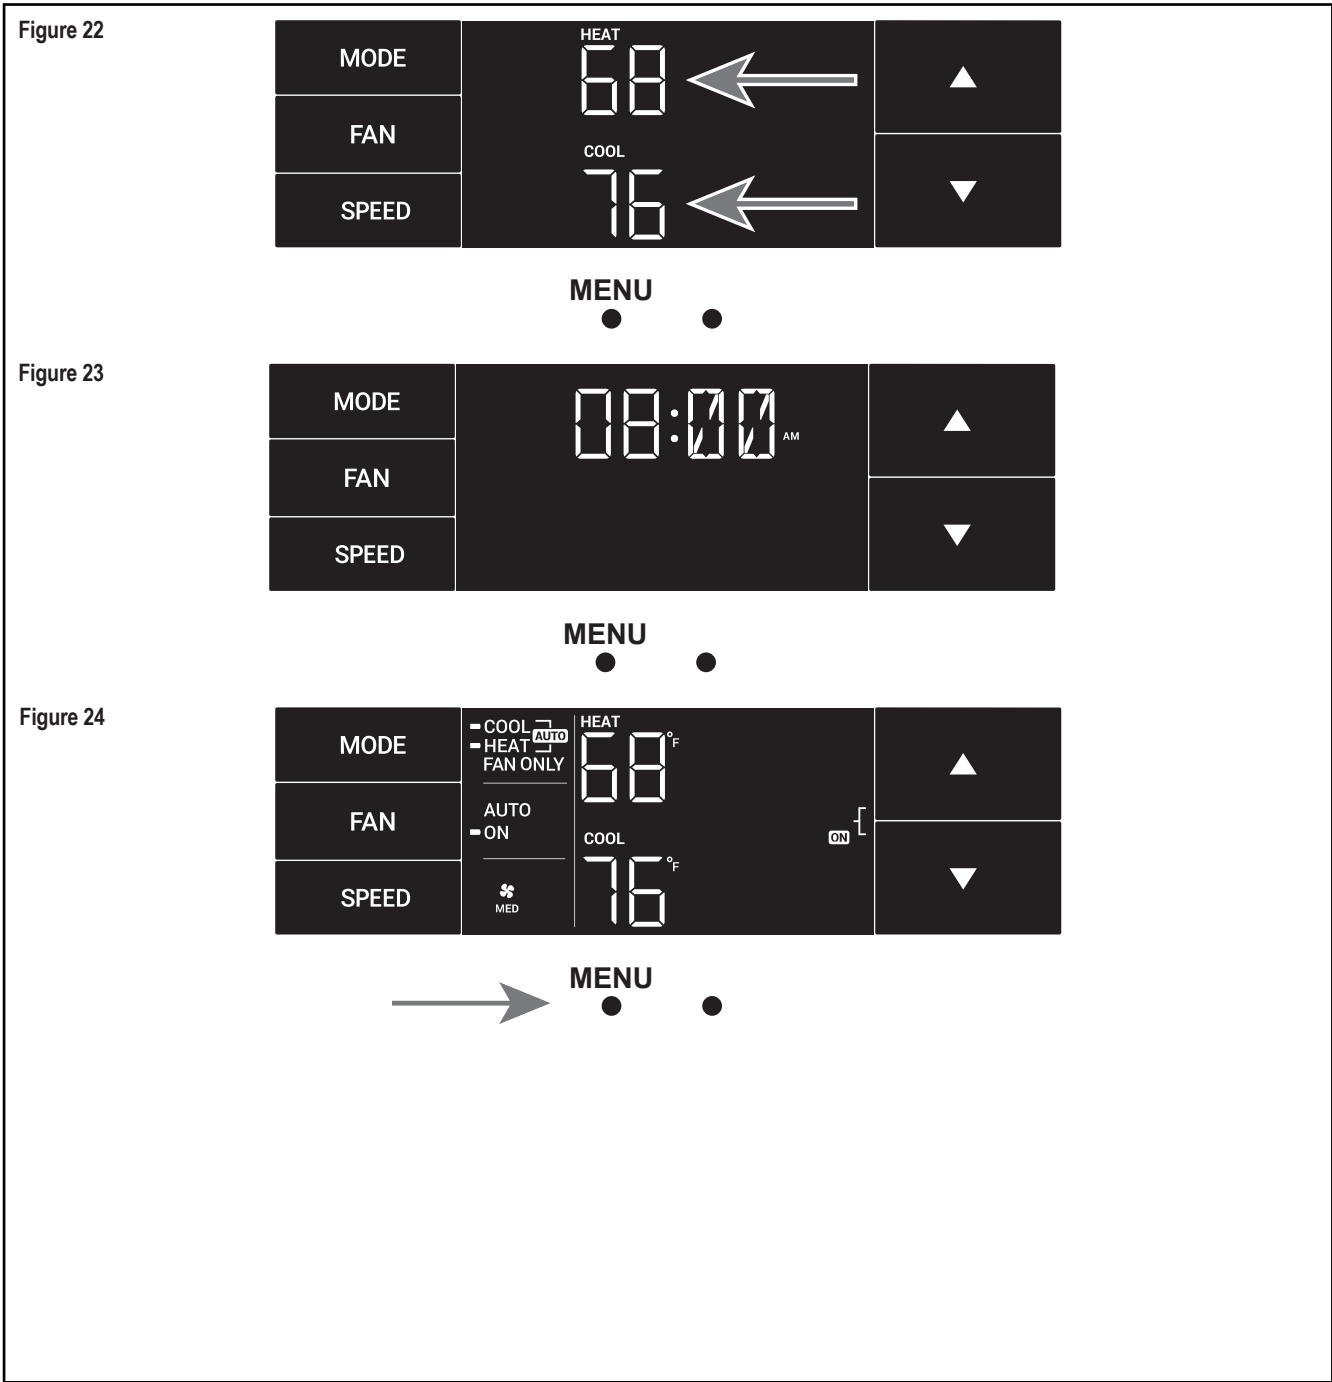 Figure 22
MODE
FAN
SPEED
HEAT
68
COOL
76
▲
▼
MENU
Figure 23
MODE
FAN
SPEED
08:00 AM
▲
▼
MENU
Figure 24
MODE
FAN
SPEED
COOL
HEAT
AUTO
FAN ONLY
AUTO
ON
MED
HEAT
68°F
COOL
76°F
ON
▲
▼
MENU